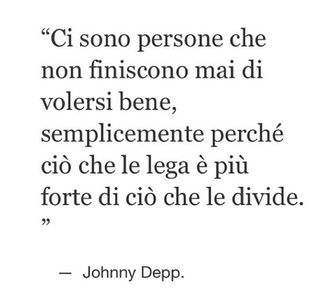 “Ci sono persone che
non finiscono mai di
volersi bene,
semplicemente perché
ciò che le lega è più
forte di ciò che le divide.
”
— Johnny Depp.